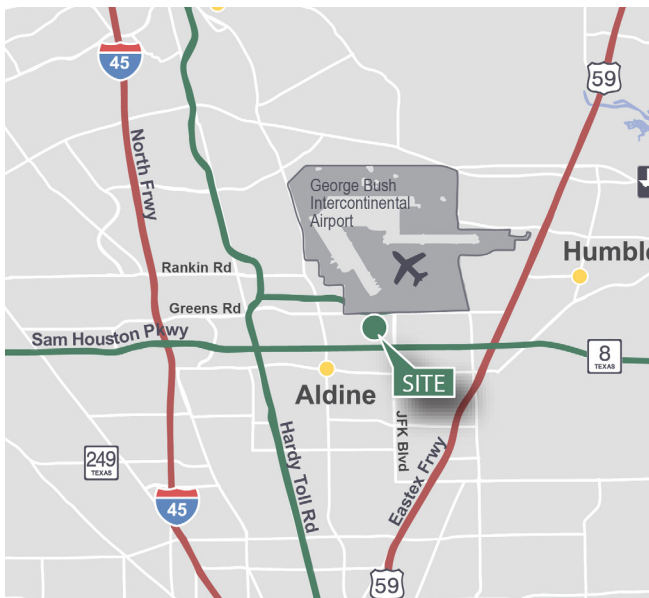 45
59
North Frwy
George Bush
Intercontinental
Airport
Humble
Rankin Rd
Greens Rd
Sam Houston Pkwy
8
TEXAS
SITE
Aldine
JFK Blvd
Eastex Frwy
Hardy Toll Rd
249
TEXAS
45
59